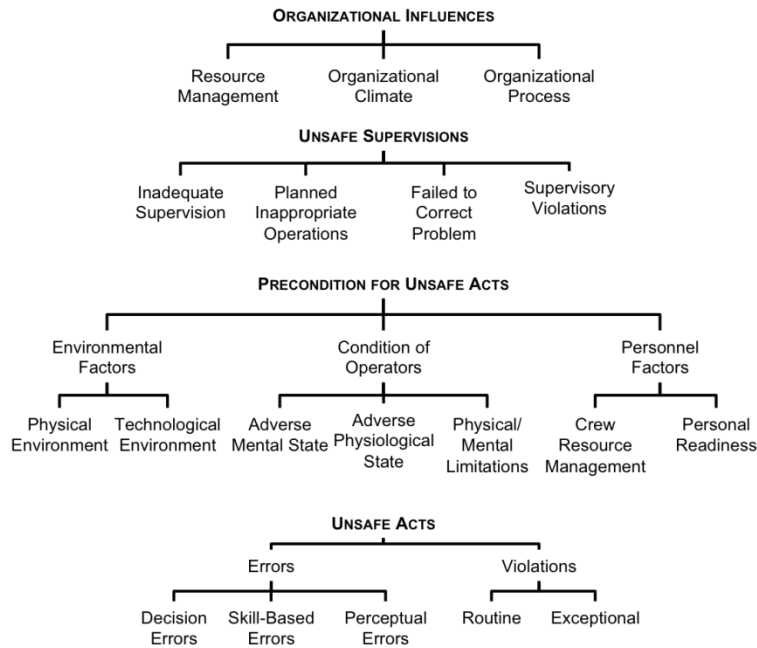 ORGANIZATIONAL INFLUENCES
Resource
Management
Organizational
Climate
Organizational
Process
UNSAFE SUPERVISIONS
Inadequate
Supervision
Planned
Inappropriate
Operations
Failed to
Correct
Problem
Supervisory
Violations
PRECONDITION FOR UNSAFE ACTS
Environmental
Factors
Condition of
Operators
Personnel
Factors
Physical
Environment
Technological
Environment
Adverse
Mental State
Adverse
Physiological
State
Physical/
Mental
Limitations
Crew
Resource
Management
Personal
Readiness
UNSAFE ACTS
Errors
Violations
Decision
Errors
Skill-Based
Errors
Perceptual
Errors
Routine
Exceptional